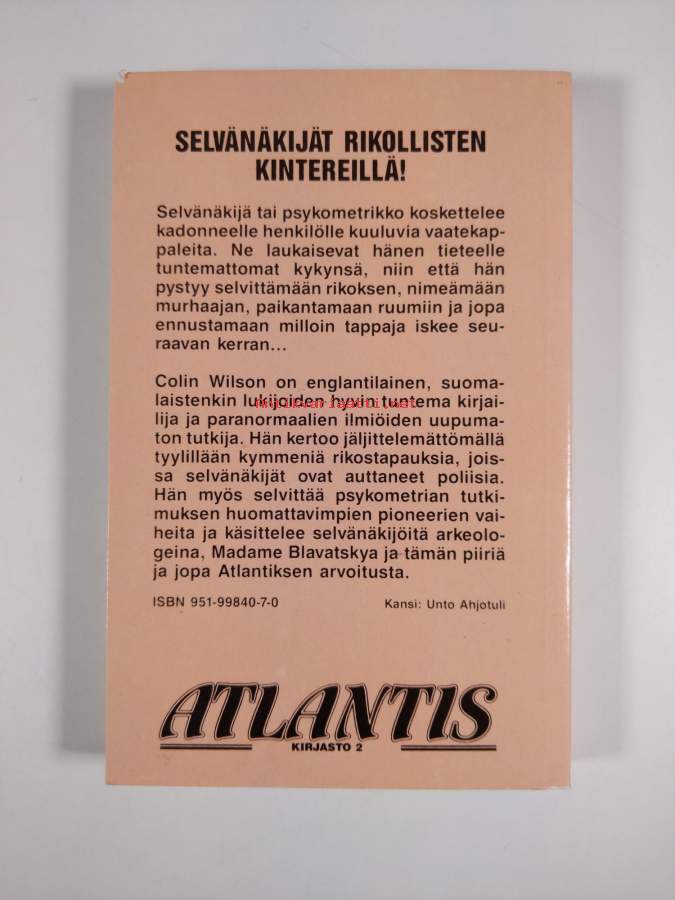 SELVÄNÄKIJÄT RIKOLLISTEN
KINTEREILLÄ!
Selvänäkijä tai psykometrikko koskettelee
kadonneelle henkilölle kuuluvia vaatekap-
paleita. Ne laukaisevat hänen tieteelle
tuntemattomat kykynsä, niin että hän
pystyy selvittämään rikoksen, nimeämään
murhaajan, paikantamaan ruumiin ja jopa
ennustamaan milloin tappaja iskee seu-
raavan kerran...
Colin Wilson on englantilainen, suoma-
laistenkin lukijoiden hyvin tuntema kirjai-
lija ja paranormaalien ilmiöiden uupuma-
ton tutkija. Hän kertoo jäljittelemättömällä
tyylillään kymmeniä rikostapauksia, jois-
sa selvänäkijät ovat auttaneet poliisia.
Hän myös selvittää psykometrian tutki-
muksen huomattavimpien pioneerien vai-
heita ja käsittelee selvänäkijöitä arkeolo-
geina, Madame Blavatskya ja tämän piiriä
ja jopa Atlantiksen arvoitusta.
ISBN 951-99840-7-0 Kansi: Unto Ahjotuli
ATLANTIS
KIRJASTO 2